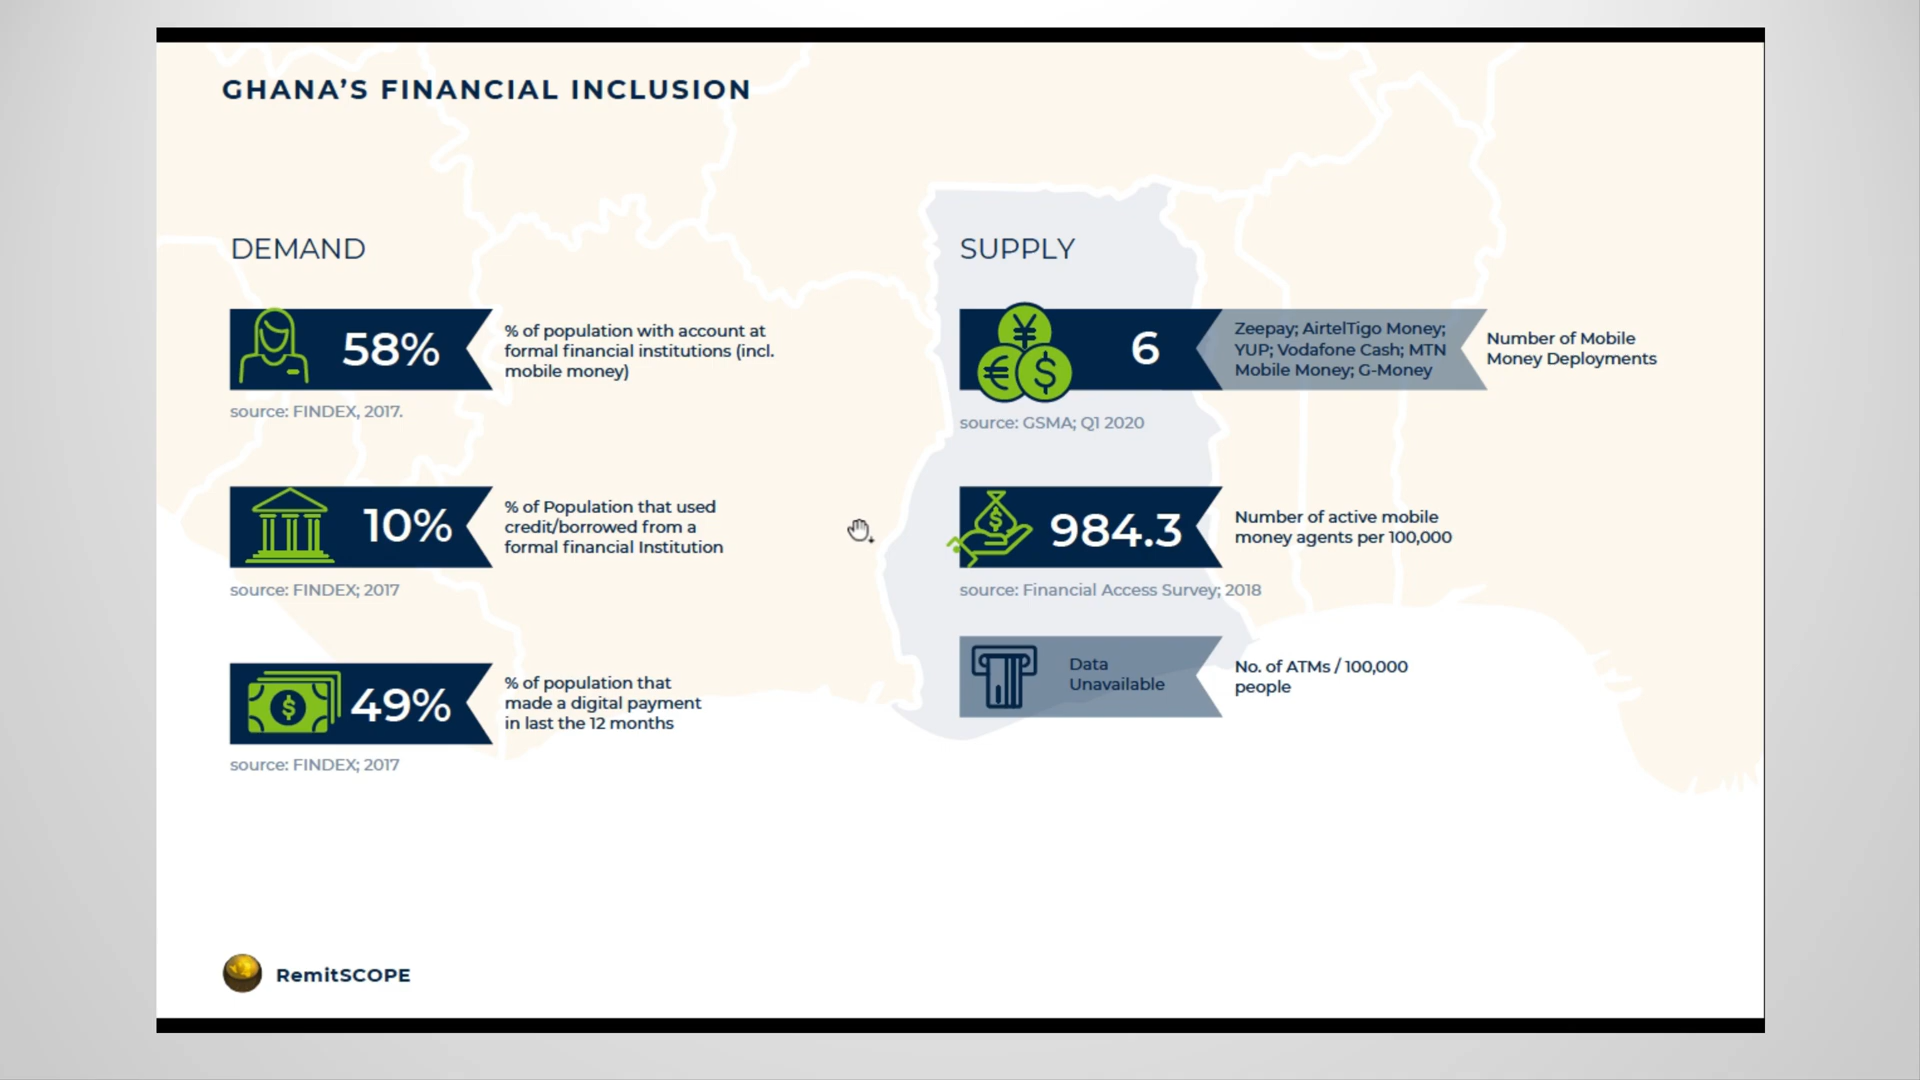 GHANA'S FINANCIAL INCLUSION
DEMAND
58%
% of population with account at
formal financial institutions (incl.
mobile money)
source: FINDEX, 2017.
10%
% of Population that used
credit/borrowed from a
formal financial Institution
source: FINDEX; 2017
49%
% of population that
made a digital payment
in last the 12 months
source: FINDEX; 2017
SUPPLY
6
Zeepay; AirtelTigo Money;
YUP; Vodafone Cash; MTN
Mobile Money; G-Money
Number of Mobile
Money Deployments
source: GSMA; Q1 2020
984.3
Number of active mobile
money agents per 100,000
source: Financial Access Survey; 2018
Data
Unavailable
No. of ATMs / 100,000
people
RemitSCOPE